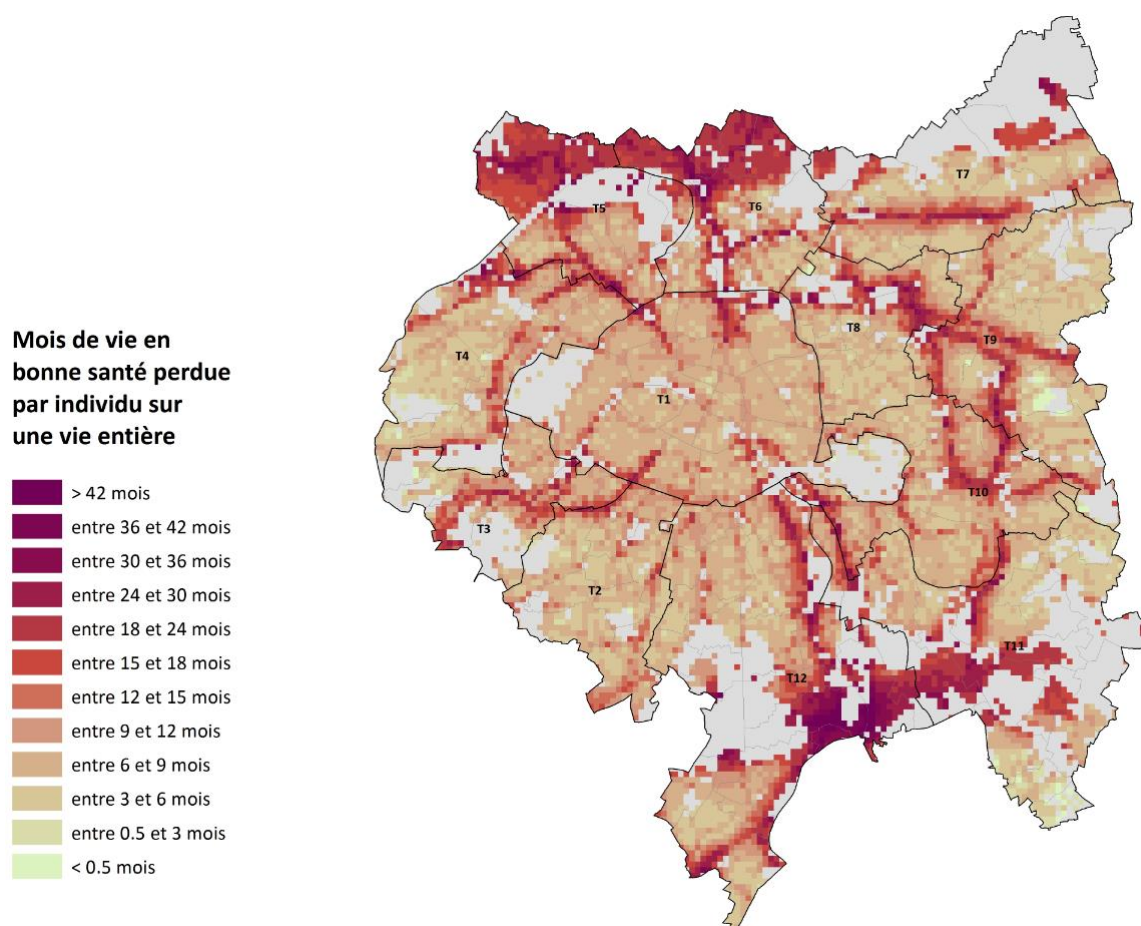 Mois de vie en
bonne santé perdue
par individu sur
une vie entière
> 42 mois
entre 36 et 42 mois
entre 30 et 36 mois
entre 24 et 30 mois
entre 18 et 24 mois
entre 15 et 18 mois
entre 12 et 15 mois
entre 9 et 12 mois
entre 6 et 9 mois
entre 3 et 6 mois
entre 0.5 et 3 mois
< 0.5 mois
T7
T5
T6
T8
T9
T4
T1
T10
T3
T2
T11
T12